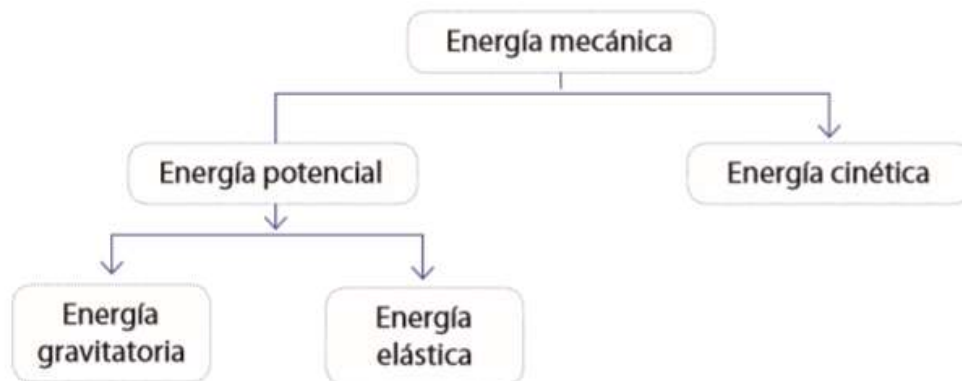 Energía mecánica
Energía potencial
Energía cinética
Energía
gravitatoria
Energía
elástica